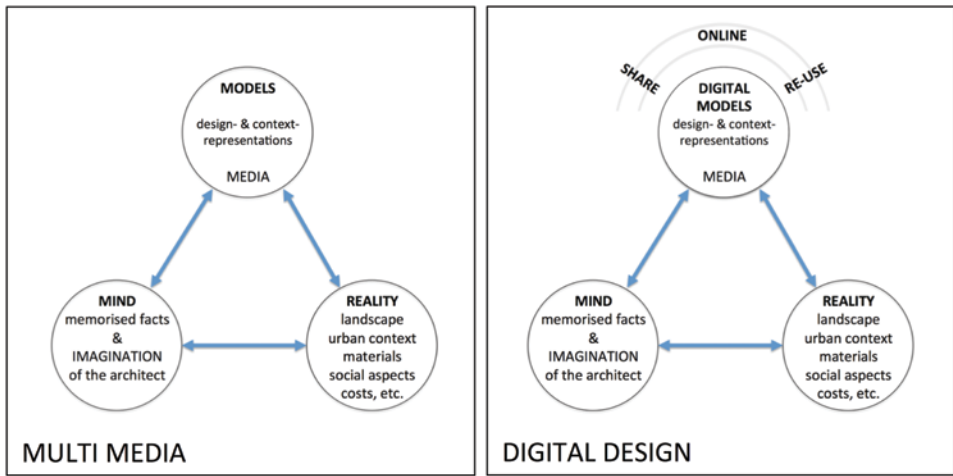 MODELS
design- & context-
representations
MEDIA
MIND
memorised facts
&
IMAGINATION
of the architect
REALITY
landscape
urban context
materials
social aspects
costs, etc.
MULTI MEDIA
ONLINE
SHARE
RE-USE
DIGITAL
MODELS
design- & context-
representations
MEDIA
MIND
memorised facts
&
IMAGINATION
of the architect
REALITY
landscape
urban context
materials
social aspects
costs, etc.
DIGITAL DESIGN